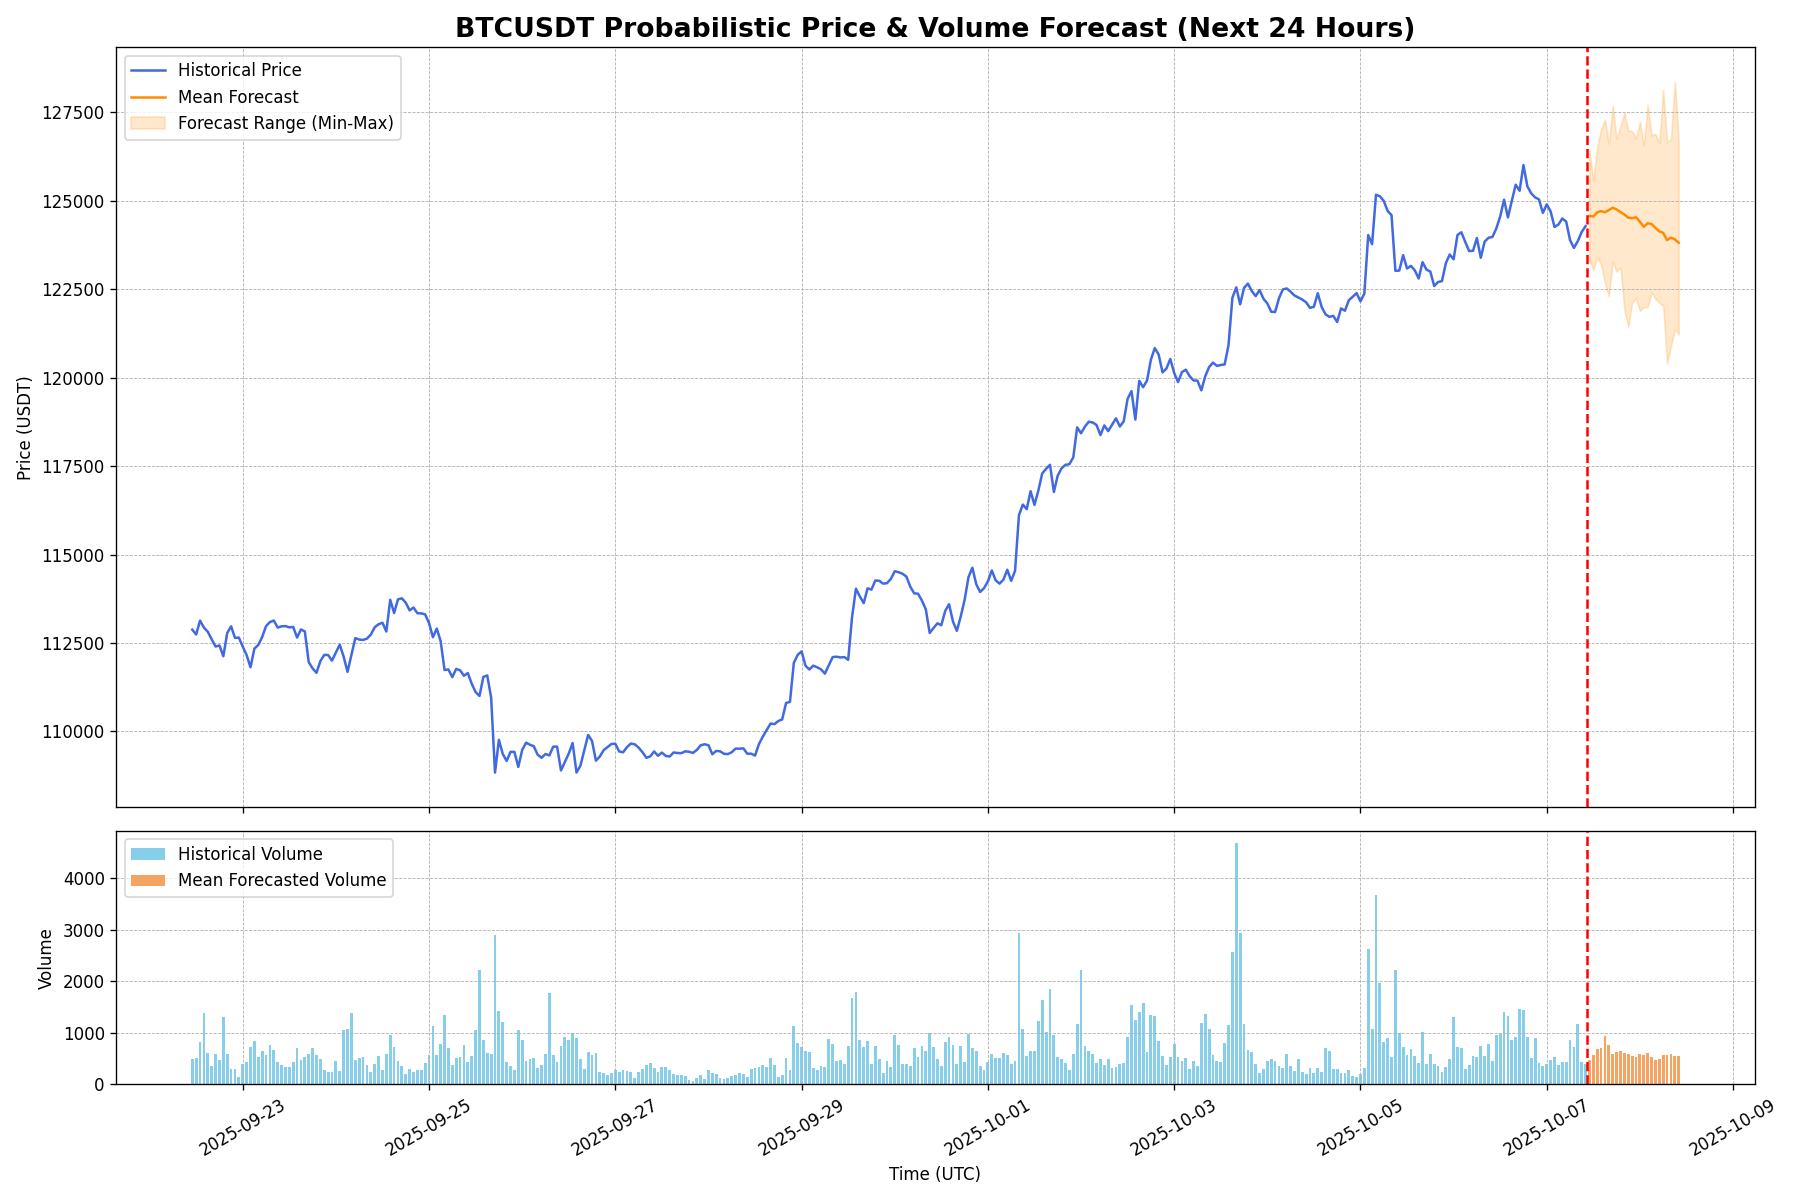 BTCUSDT Probabilistic Price & Volume Forecast (Next 24 Hours)
Historical Price
Mean Forecast
Forecast Range (Min-Max)
Price (USDT)
127500
125000
122500
120000
117500
115000
112500
110000
Historical Volume
Mean Forecasted Volume
Volume
4000
3000
2000
1000
0
2025-09-23
2025-09-25
2025-09-27
2025-09-29
2025-10-01
2025-10-03
2025-10-05
2025-10-07
2025-10-09
Time (UTC)